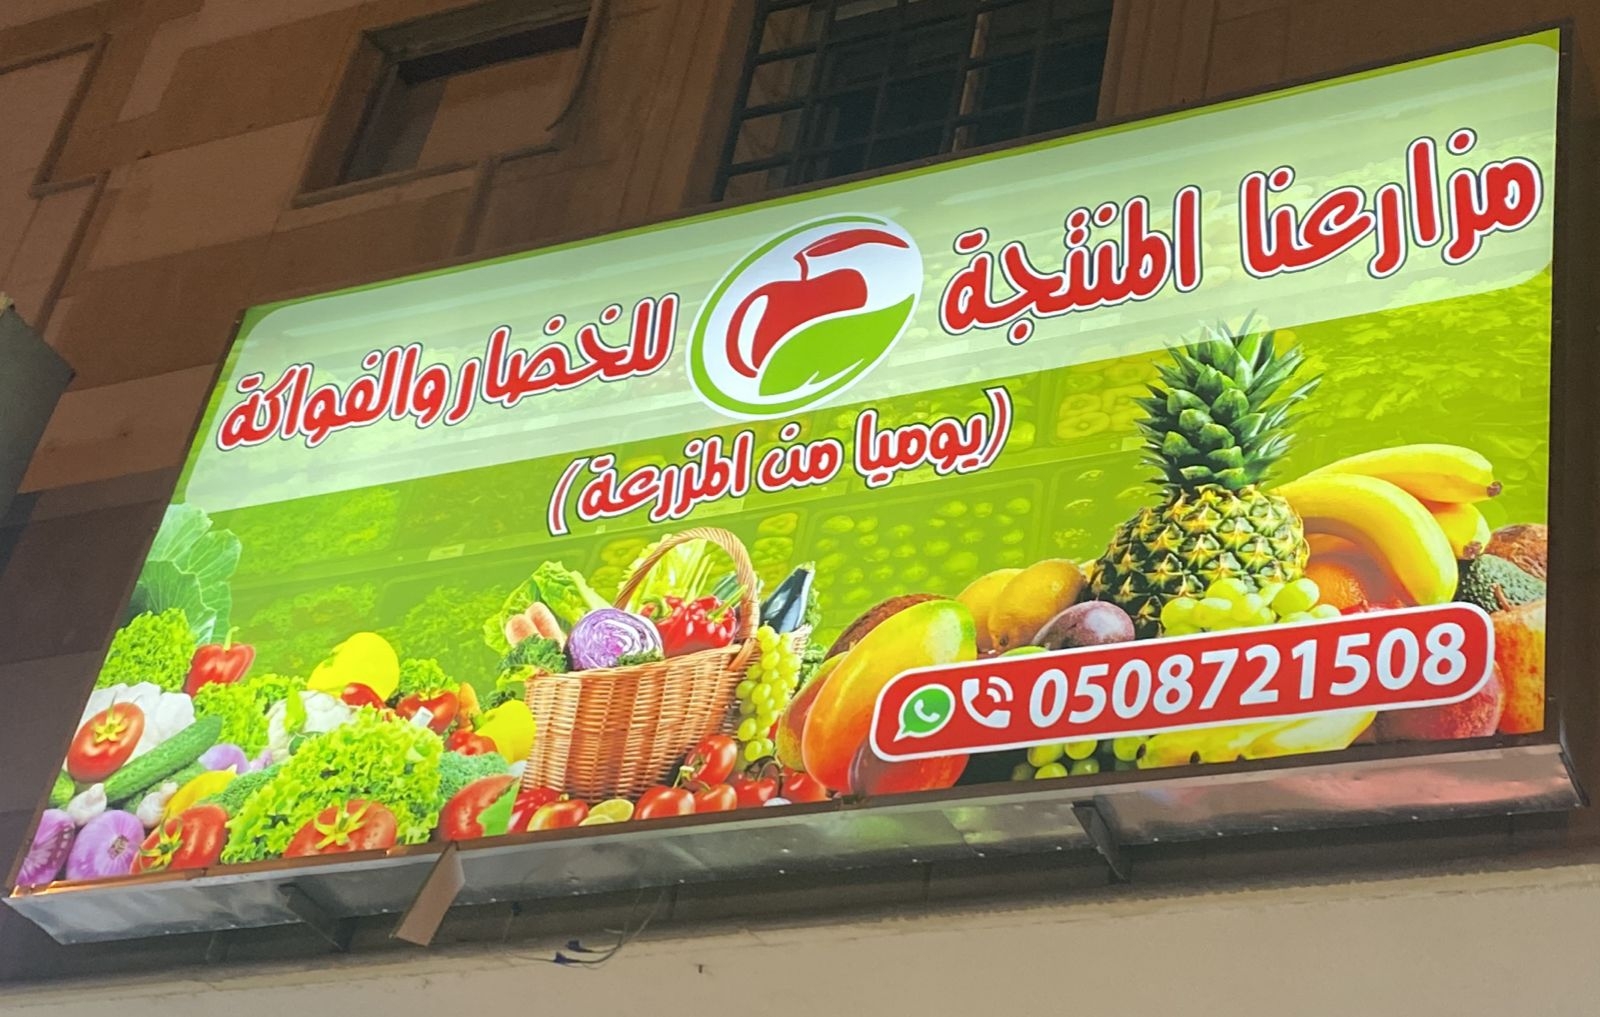 مزارعنا المنتجة للخضار والفواكة
(يوميا من المزرعة)
0508721508